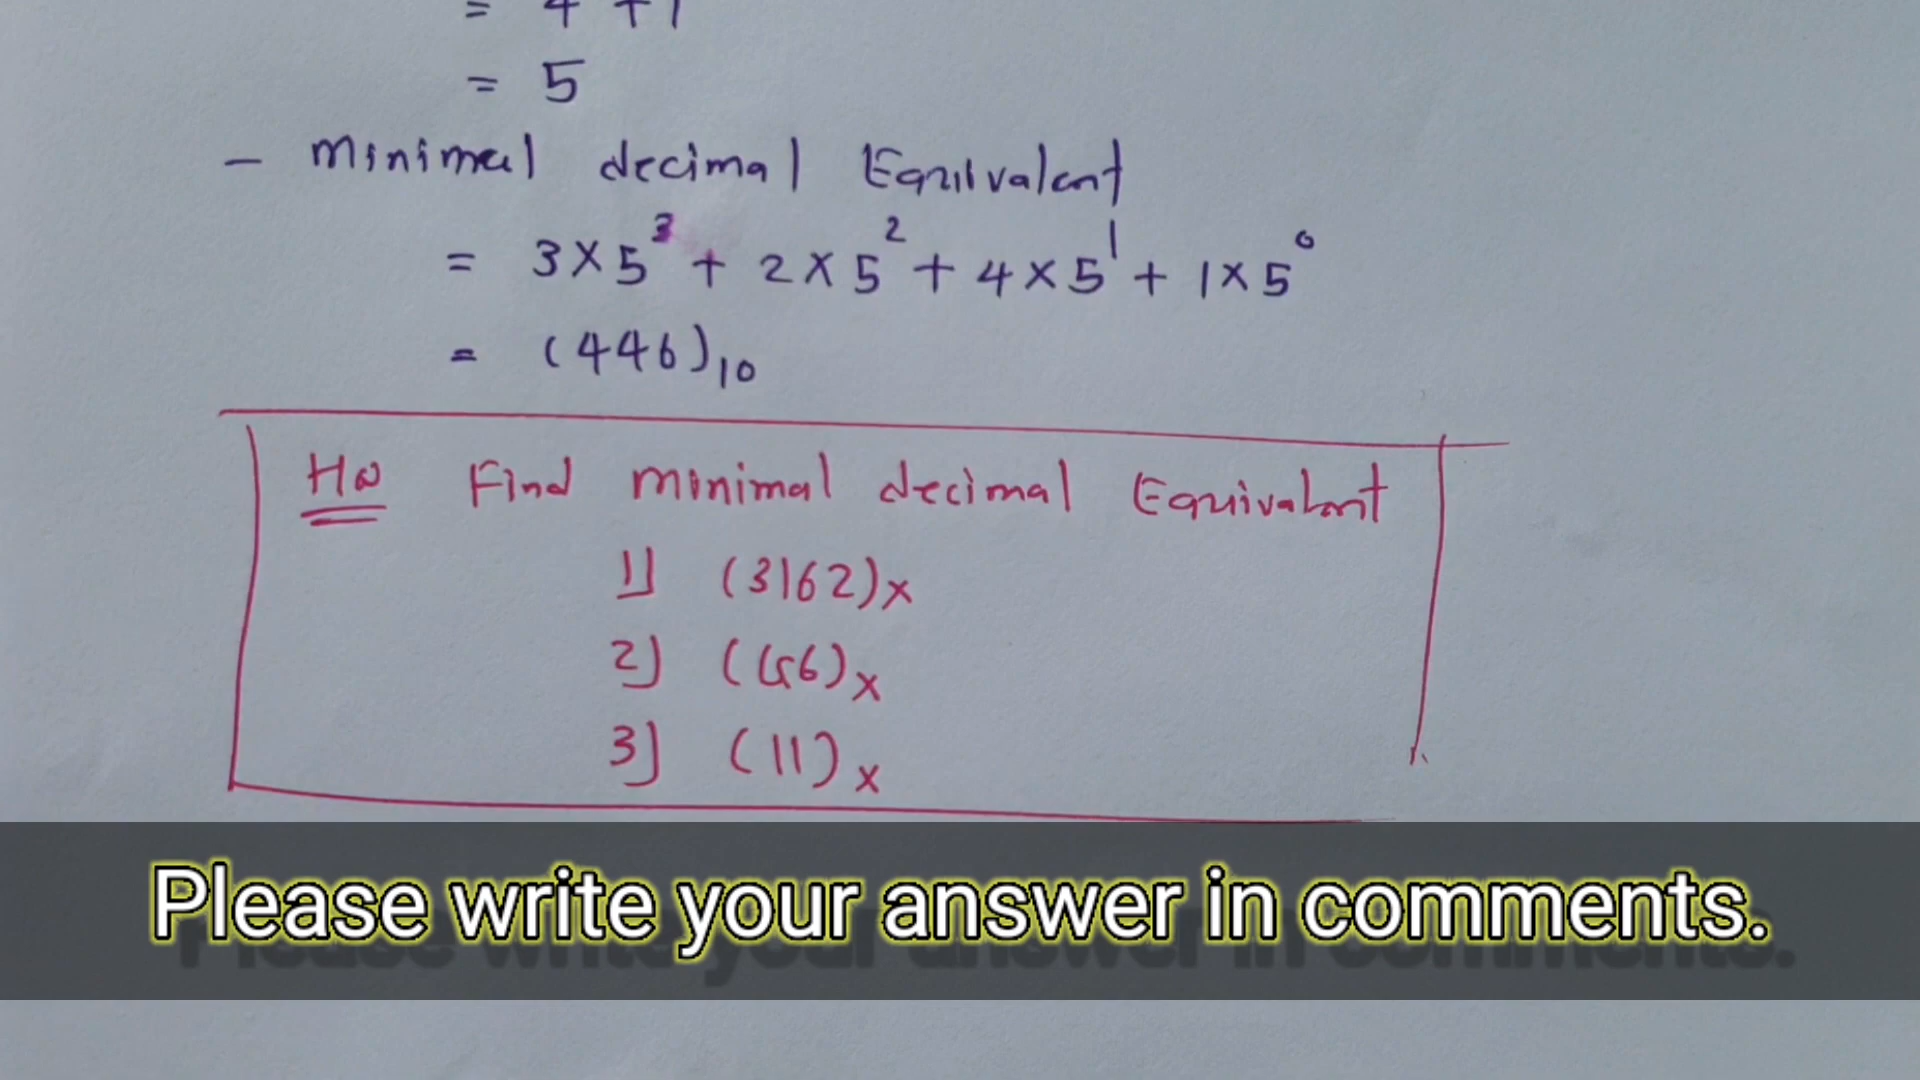 = 4 + 1
= 5
– Minimal decimal Equivalent
= 3×5³ + 2×5² + 4×5¹ + 1×5⁰
= (446)₁₀
HW Find minimal decimal Equivalent
1) (3162)x
2)
3) (11)x
Please write your answer in comments.